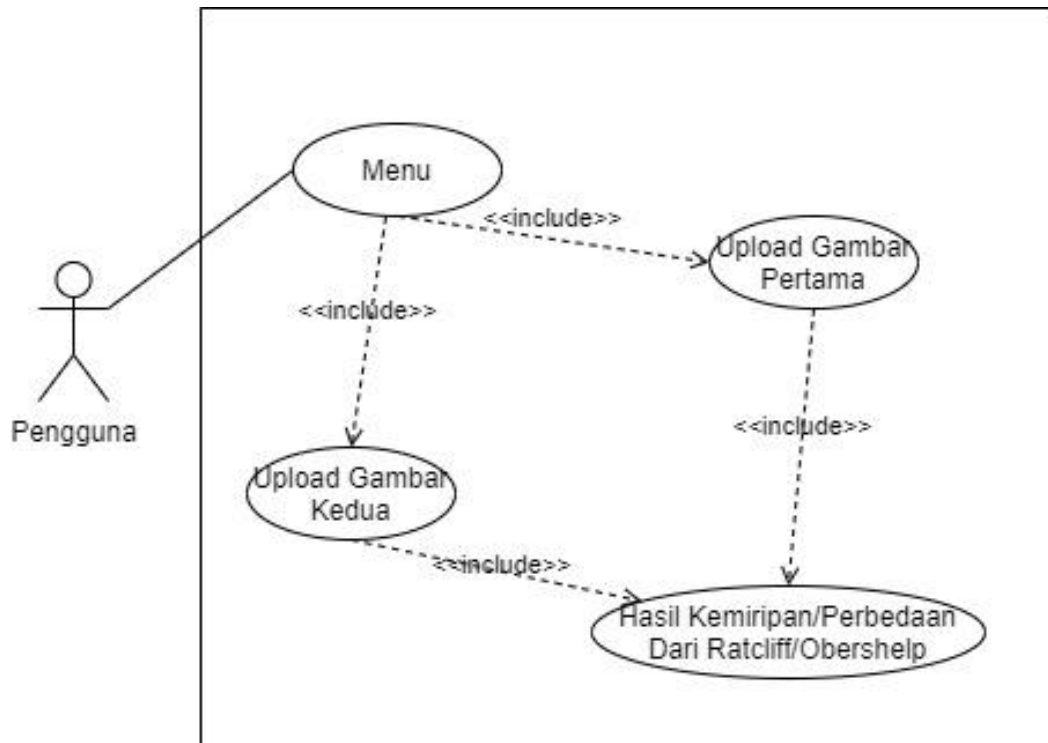 Menu
<<include>>
Upload Gambar
Pertama
<<include>>
Pengguna
<<include>>
Upload Gambar
Kedua
<<include>>
Hasil Kemiripan/Perbedaan
Dari Ratcliff/Obershelp